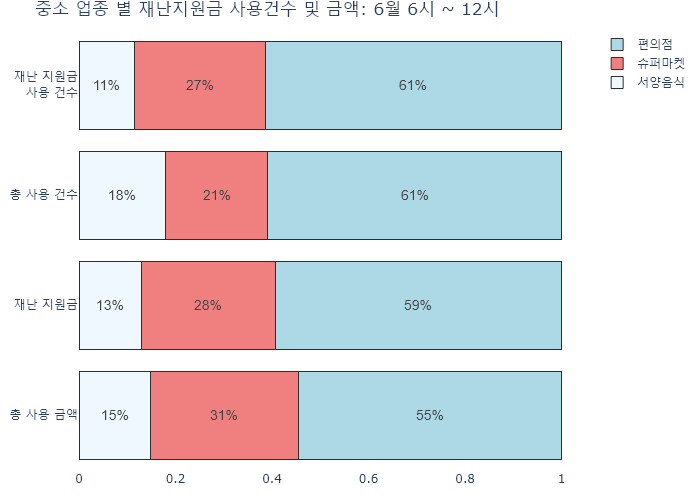 중소 업종 별 재난지원금 사용건수 및 금액: 6월 6시 ~ 12시
편의점
슈퍼마켓
서양음식
재난 지원금
사용 건수
11%
27%
61%
총 사용 건수
18%
21%
61%
재난 지원금
13%
28%
59%
총 사용 금액
15%
31%
55%
0
0.2
0.4
0.6
0.8
1